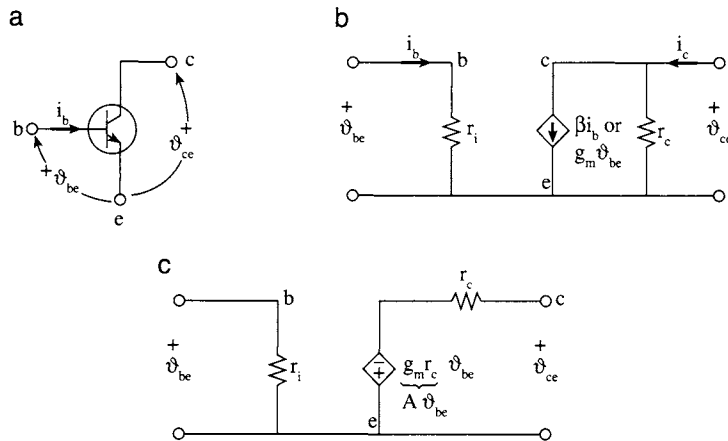 a
c
i_b
b
+
ϑ_ce
+
ϑ_be
e
b
i_b
b
c
i_c
+
ϑ_be
r_i
βi_b or
g_m ϑ_be
r_c
+
ϑ_ce
e
c
b
r_c
c
+
ϑ_be
r_i
−
+
g_m r_c ϑ_be
A ϑ_be
+
ϑ_ce
e